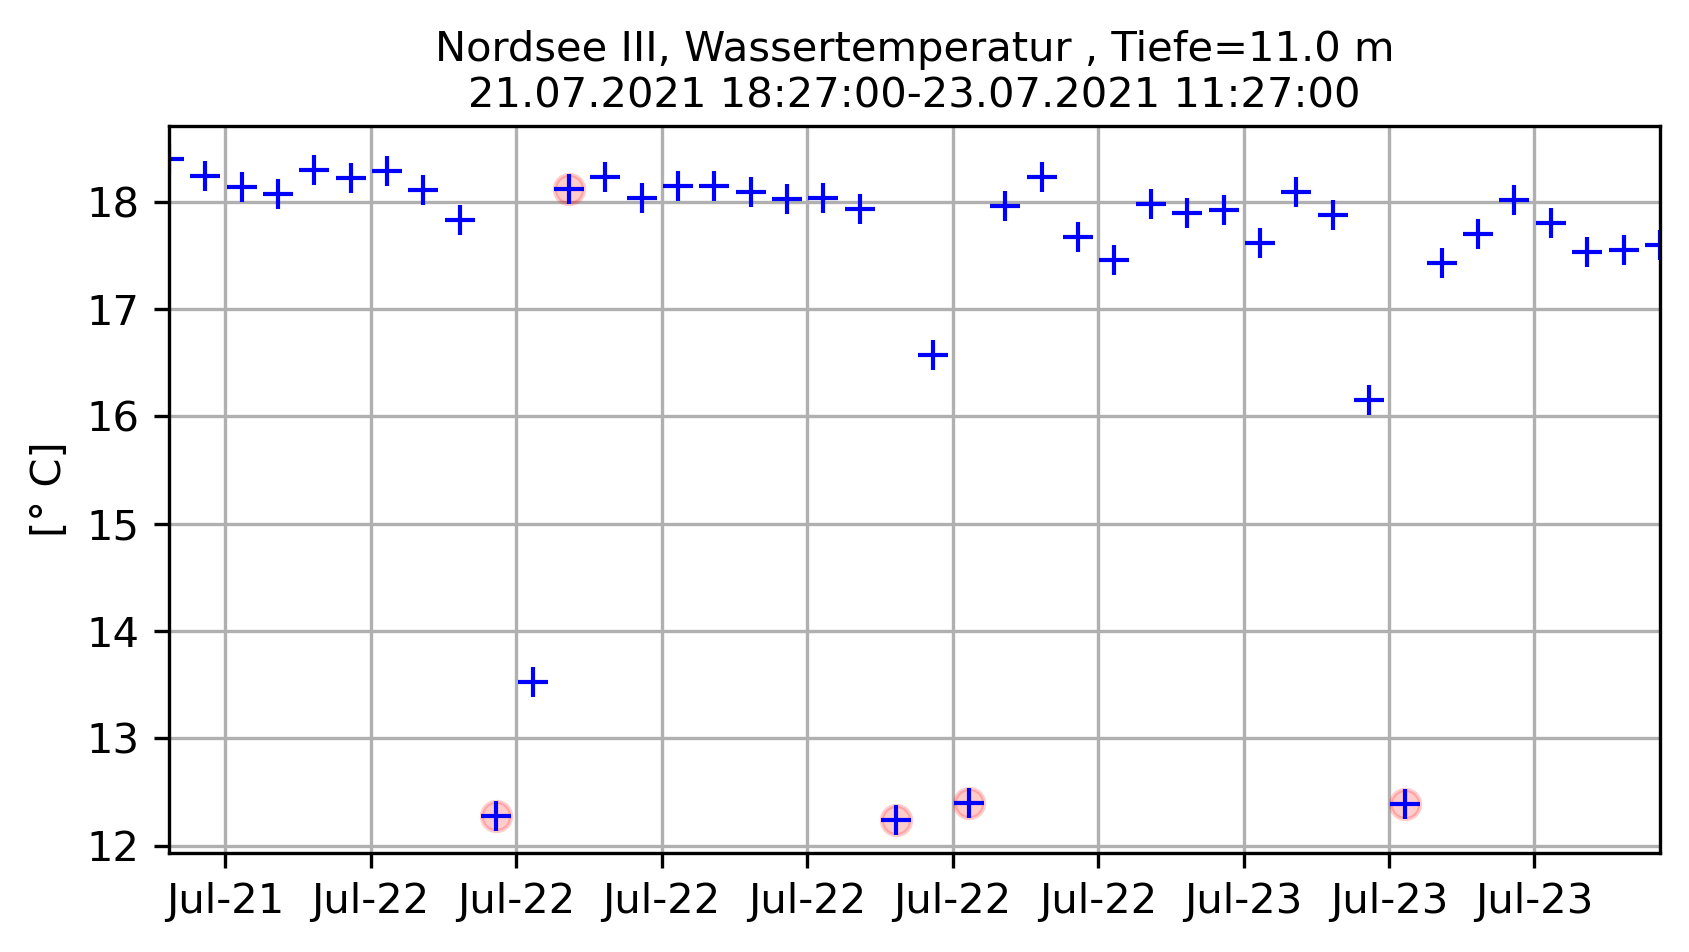 Nordsee III, Wassertemperatur , Tiefe=11.0 m
21.07.2021 18:27:00-23.07.2021 11:27:00
18
17
16
15
14
13
12
[° C]
Jul-21 Jul-22 Jul-22 Jul-22 Jul-22 Jul-22 Jul-22 Jul-23 Jul-23 Jul-23